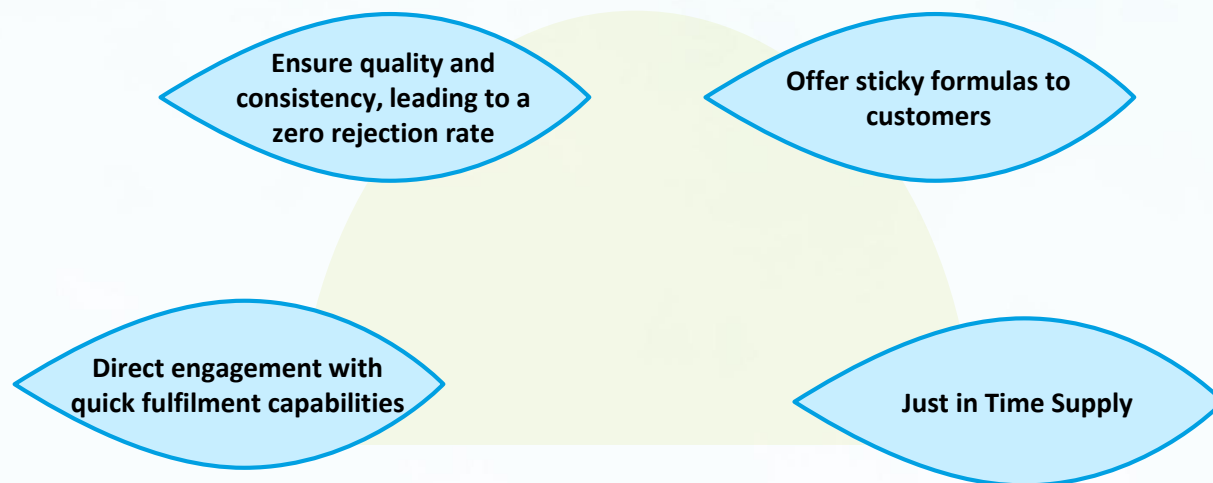 Ensure quality and
consistency, leading to a
zero rejection rate
Offer sticky formulas to
customers
Direct engagement with
quick fulfilment capabilities
Just in Time Supply